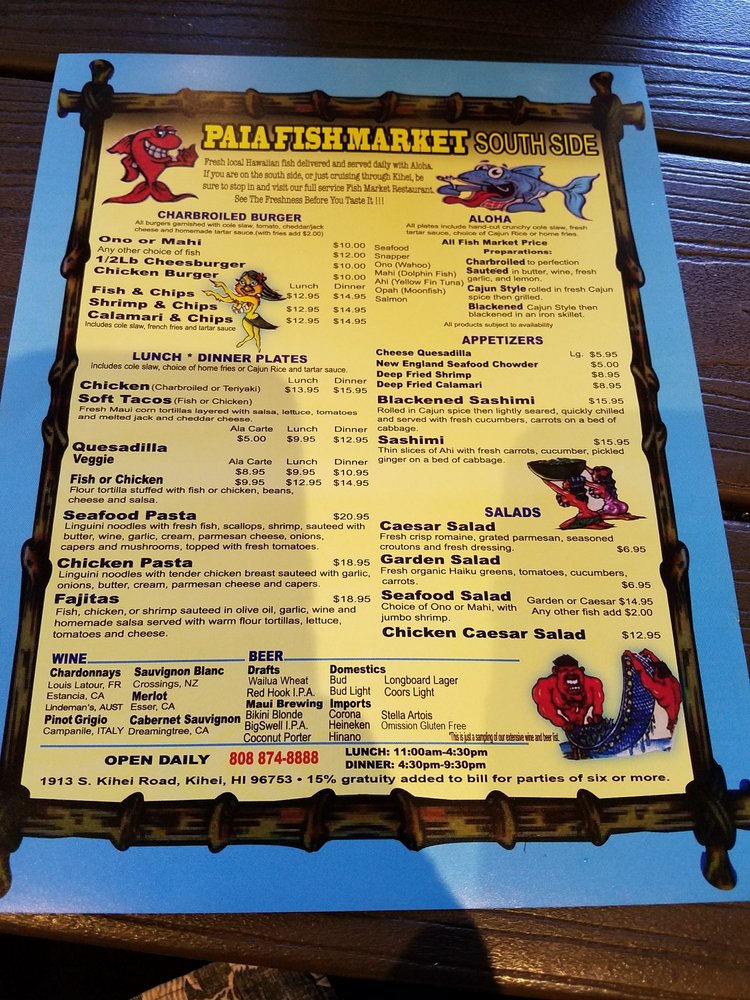 PAIA FISH MARKET SOUTH SIDE
Fresh local Hawaiian fish delivered and served daily with Aloha.
If you are on the south side, or just cruising through Kihei, be
sure to stop in and visit our full service Fish Market Restaurant.
See The Freshness Before You Taste It !!!
CHARBROILED BURGER
All burgers garnished with cole slaw, tomato, cheddar/jack
cheese and homemade tartar sauce.(with fries add $2.00)
Ono or Mahi $10.00
Any other choice of fish $12.00
1/2Lb Cheesburger $10.00
Chicken Burger $10.00
Lunch Dinner
Fish & Chips $12.95 $14.95
Shrimp & Chips $12.95 $14.95
Calamari & Chips $12.95 $14.95
Includes cole slaw, french fries and tartar sauce
LUNCH * DINNER PLATES
Includes cole slaw, choice of home fries or Cajun Rice and tartar sauce.
Lunch Dinner
Chicken (Charbroiled or Teriyaki) $13.95 $15.95
Soft Tacos (Fish or Chicken)
Fresh Maui corn tortillas layered with salsa, lettuce, tomatoes
and melted jack and cheddar cheese.
Ala Carte Lunch Dinner
$5.00 $9.95 $12.95
Quesadilla
Veggie Ala Carte Lunch Dinner
$8.95 $9.95 $10.95
Fish or Chicken $9.95 $12.95 $14.95
Flour tortilla stuffed with fish or chicken, beans,
cheese and salsa.
Seafood Pasta $20.95
Linguini noodles with fresh fish, scallops, shrimp, sauteed with
butter, wine, garlic, cream, parmesan cheese, onions,
capers and mushrooms, topped with fresh tomatoes.
Chicken Pasta $18.95
Linguini noodles with tender chicken breast sauteed with garlic,
onions, butter, cream, parmesan cheese and capers.
Fajitas $18.95
Fish, chicken, or shrimp sauteed in olive oil, garlic, wine and
homemade salsa served with warm flour tortillas, lettuce,
tomatoes and cheese.
ALOHA
All plates include hand-cut crunchy cole slaw, fresh
tartar sauce, choice of Cajun Rice or home fries.
All Fish Market Price
Seafood
Snapper
Ono (Wahoo)
Mahi (Dolphin Fish)
Ahi (Yellow Fin Tuna)
Opah (Moonfish)
Salmon
Preparations:
Charbroiled to perfection
Sauteed in butter, wine, fresh
garlic, and lemon.
Cajun Style rolled in fresh Cajun
spice then grilled.
Blackened Cajun Style then
blackened in an iron skillet.
All products subject to availability
APPETIZERS
Cheese Quesadilla Lg. $5.95
New England Seafood Chowder $5.00
Deep Fried Shrimp $8.95
Deep Fried Calamari $8.95
Blackened Sashimi $15.95
Rolled in Cajun spice then lightly seared, quickly chilled
and served with fresh cucumbers, carrots on a bed of
cabbage.
Sashimi $15.95
Thin slices of Ahi with fresh carrots, cucumber, pickled
ginger on a bed of cabbage.
SALADS
Caesar Salad
Fresh crisp romaine, grated parmesan, seasoned
croutons and fresh dressing. $6.95
Garden Salad
Fresh organic Haiku greens, tomatoes, cucumbers,
carrots. $6.95
Seafood Salad Garden or Caesar $14.95
Choice of Ono or Mahi, with Any other fish add $2.00
jumbo shrimp.
Chicken Caesar Salad $12.95
WINE
Chardonnays
Louis Latour, FR
Estancia, CA
Lindeman's, AUST
Pinot Grigio
Campanile, ITALY
Sauvignon Blanc
Crossings, NZ
Merlot
Esser, CA
Cabernet Sauvignon
Dreamingtree, CA
BEER
Drafts
Wailua Wheat
Red Hook I.P.A.
Maui Brewing
Bikini Blonde
BigSwell I.P.A.
Coconut Porter
Domestics
Bud Longboard Lager
Bud Light Coors Light
Imports
Corona Stella Artois
Heineken Omission Gluten Free
Hinano
*This is just a sampling of our extensive wine and beer list.
OPEN DAILY 808 874-8888
LUNCH: 11:00am-4:30pm
DINNER: 4:30pm-9:30pm
1913 S. Kihei Road, Kihei, HI 96753 • 15% gratuity added to bill for parties of six or more.